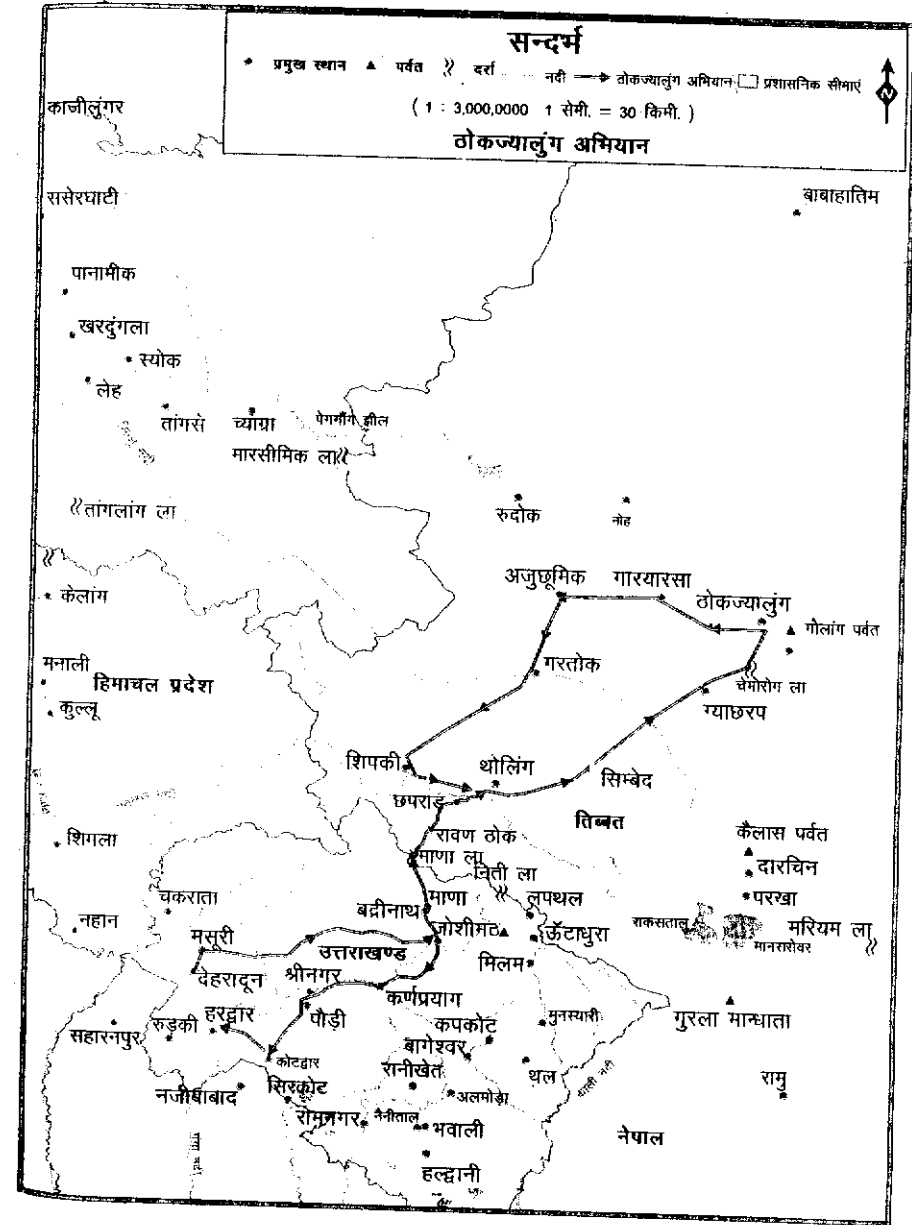 सन्दर्भ
प्रमुख स्थान पर्वत दर्रा नदी ठोकज्यालुंग अभियान प्रशासनिक सीमाएं
( 1 : 3,000,0000 1 सेमी. = 30 किमी. )
ठोकज्यालुंग अभियान
N
काजीलुंगर
ससेरघाटी
बाबाहातिम
पानामीक
खरदुंगला
स्योक
लेह
तांगसे च्याग्रा पेगगौंग झील
मारसीमिक ला
तांगलांग ला
रुदोक नोह
अजुछूमिक गारयारसा ठोकज्यालुंग
केलांग
गोलांग पर्वत
गरतोक
मनाली
हिमाचल प्रदेश
चेमोरोग ला
ग्याछरप
कुल्लू
शिपकी थोलिंग सिम्बेद
छपराड़
तिब्बत
रावण ठोक
कैलास पर्वत
शिगला
माणा ला
निती ला
दारचिन
चकराता
माणा लपथल परखा
बद्रीनाथ
नहान
राकसताल मरियम ला
मसूरी जोशीमठ ऊँटाधुरा मानसरोवर
उत्तराखण्ड
देहरादून श्रीनगर मिलम
कर्णप्रयाग
हरद्वार पौड़ी कपकोट मुनस्यारी गुरला मान्धाता
सहारनपुर रुड़की
बागेश्वर
कोटद्वार रानीखेत थल
रामु
नजीबाबाद सिरकोट अलमोड़ा
रोमनगर नैनीताल भवाली नेपाल
हल्द्वानी